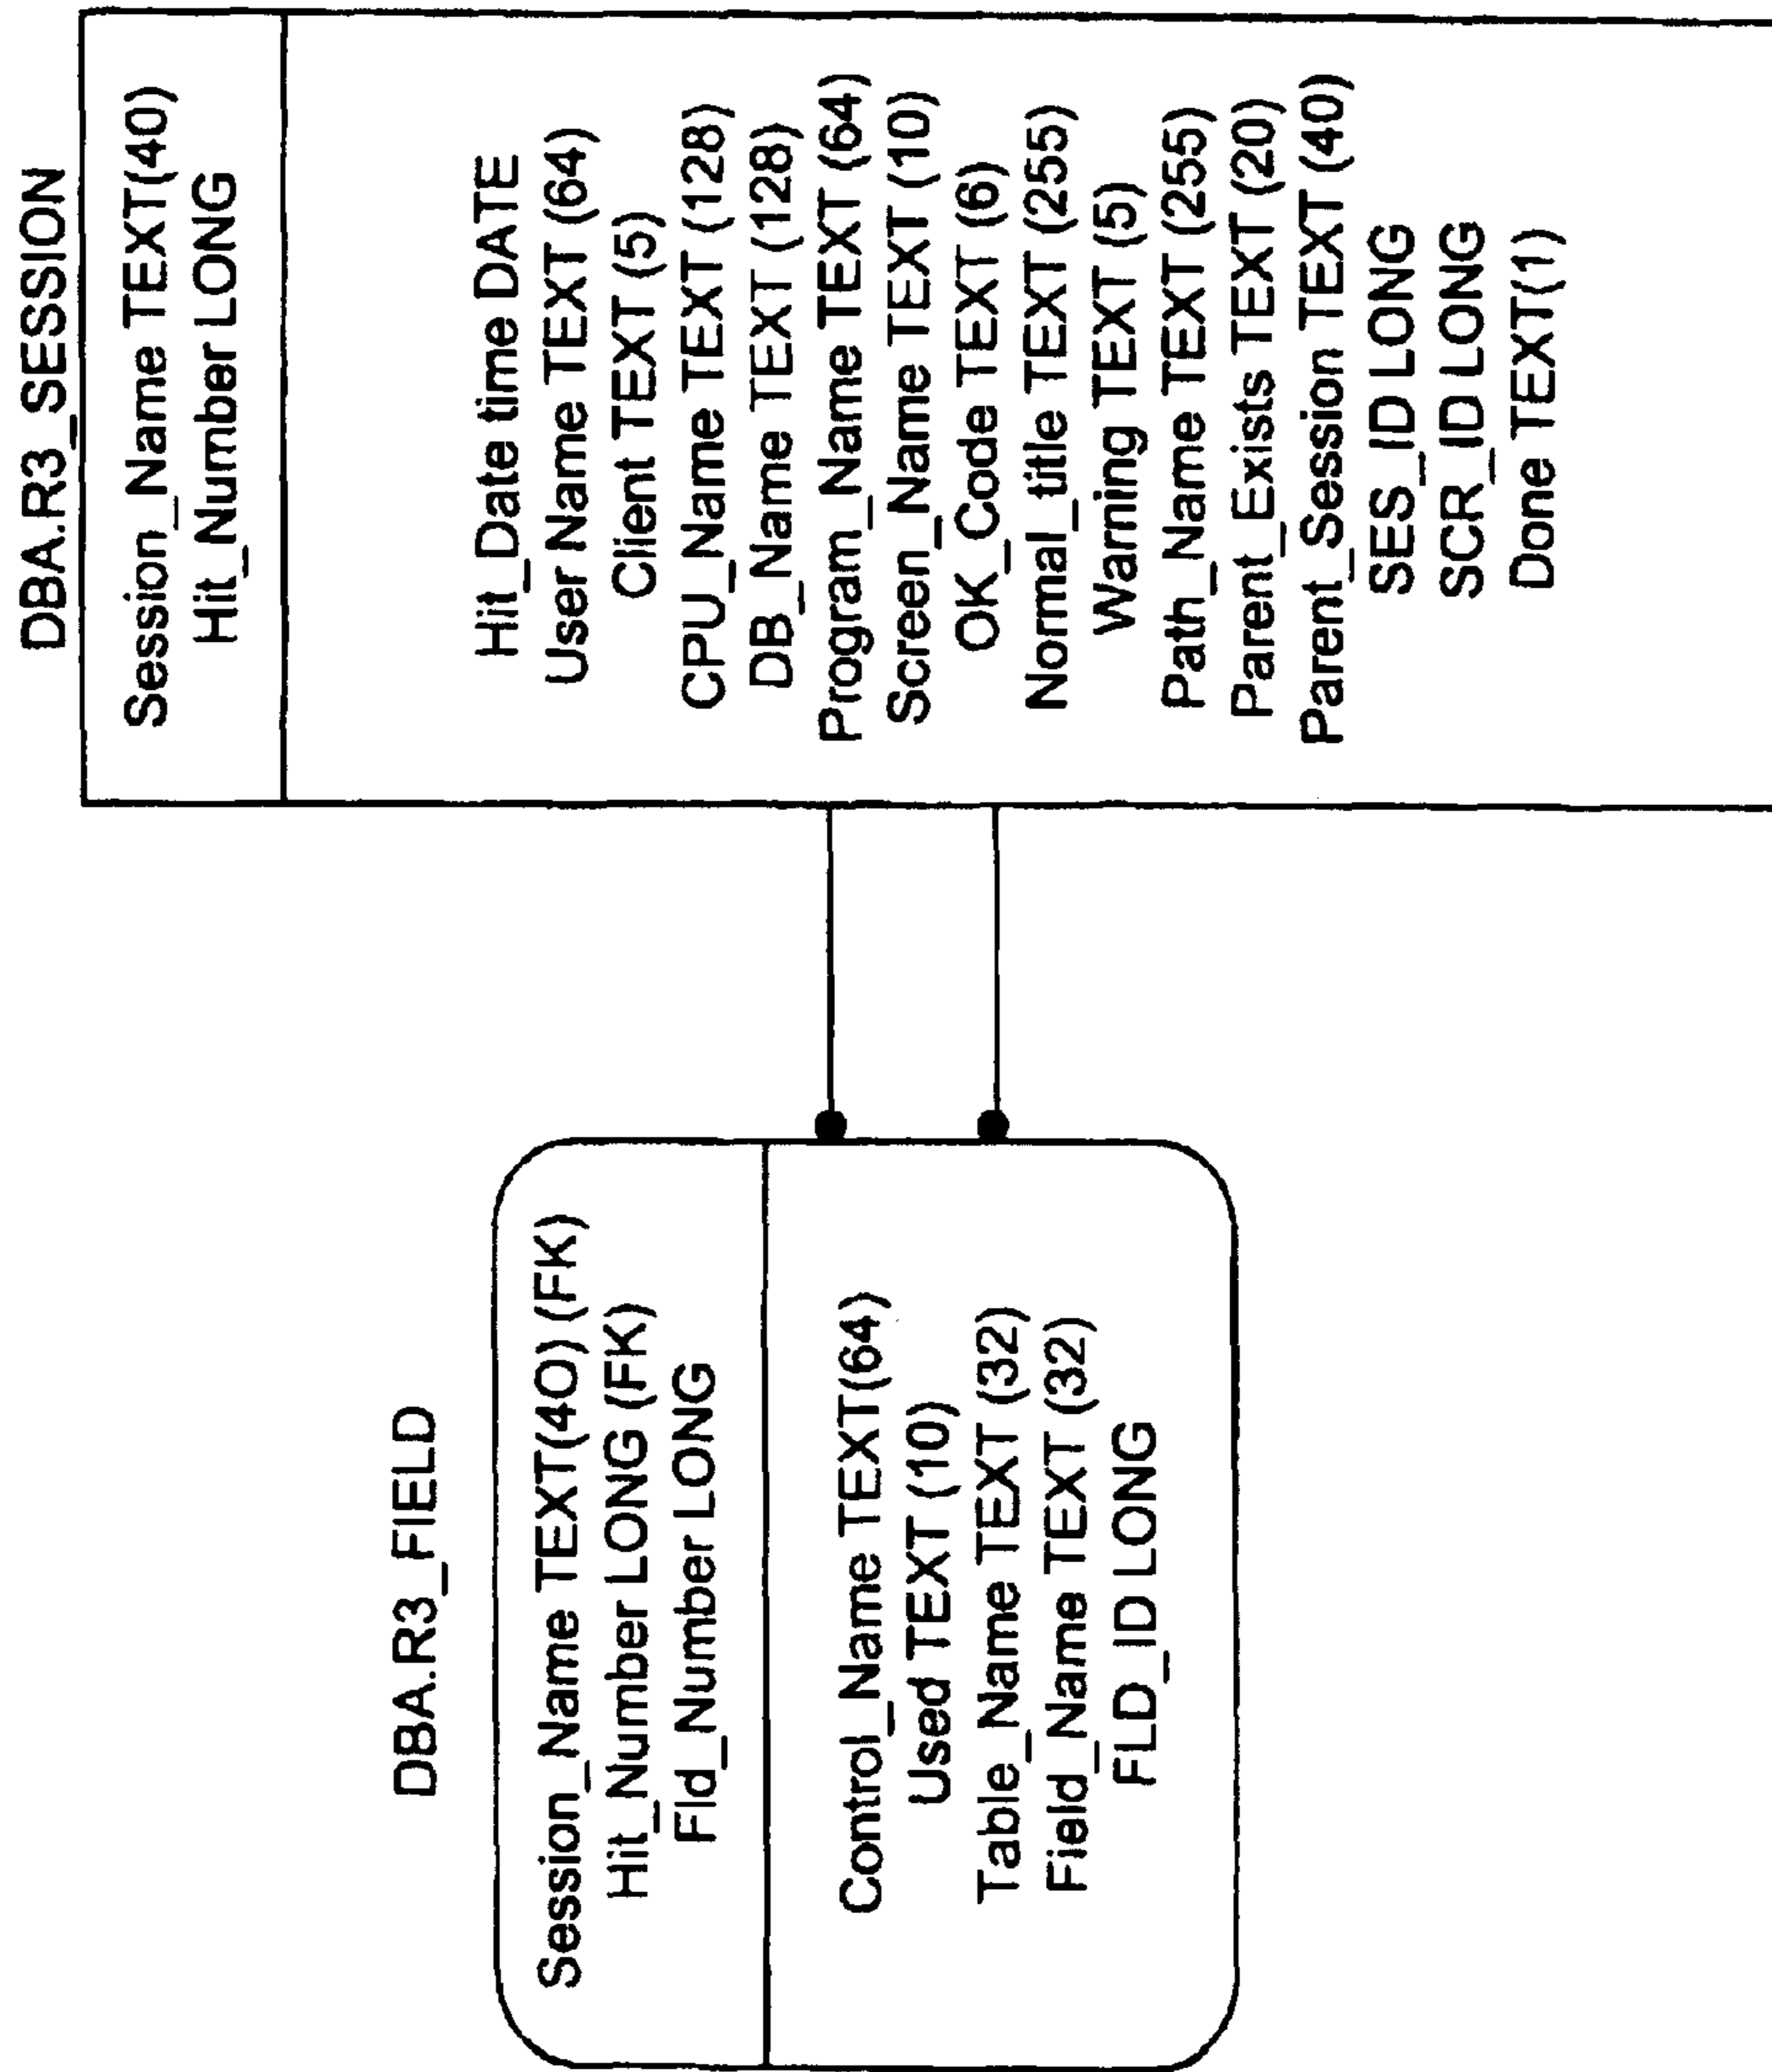 DBA.R3_FIELD
Session_Name TEXT(4O) (FK)
Hit_Number LONG (FK)
Fld_Number LONG
Control_Name TEXT(64)
Used TEXT (10)
Table_Name TEXT (32)
Field_Name TEXT (32)
FLD_ID LONG
DBA.R3_SESSION
Session_Name TEXT(40)
Hit_Number LONG
Hit_Date time DATE
User Name TEXT (64)
Client TEXT (5)
CPU_Name TEXT (128)
DB_Name TEXT (128)
Program_Name TEXT (64)
Screen_Name TEXT (10)
OK_Code TEXT (6)
Normal_title TEXT (255)
Warning TEXT (5)
Path_Name TEXT (255)
Parent_Exists TEXT (20)
Parent_Session TEXT (40)
SES_ID LONG
SCR_ID LONG
Done TEXT(1)